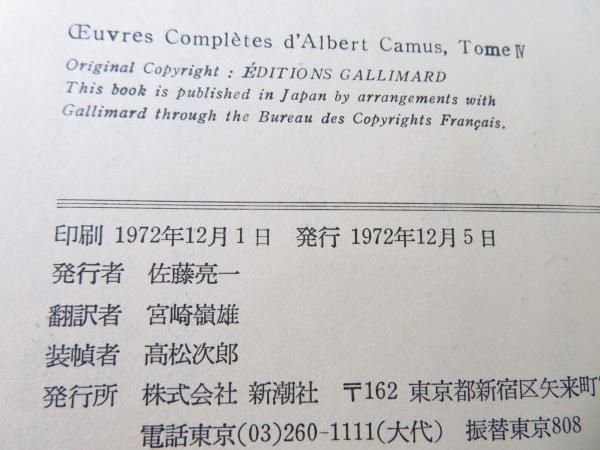 Œuvres Complètes d'Albert Camus, Tome Ⅳ
Original Copyright : ÉDITIONS GALLIMARD
This book is published in Japan by arrangements with
Gallimard through the Bureau des Copyrights Français.
印刷 1972年12月1日 発行 1972年12月5日
発行者 佐藤亮一
翻訳者 宮崎嶺雄
装幀者 高松次郎
発行所 株式会社 新潮社 〒162 東京都新宿区矢来町
電話東京(03)260-1111(大代) 振替東京808